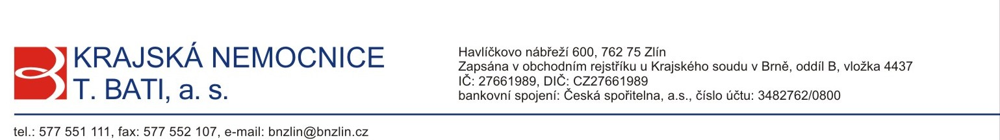 KRAJSKÁ NEMOCNICE
T. BATI, a. s.
Havlíčkovo nábřeží 600, 762 75 Zlín
Zapsána v obchodním rejstříku u Krajského soudu v Brně, oddíl B, vložka 4437
IČ: 27661989, DIČ: CZ27661989
bankovní spojení: Česká spořitelna, a.s., číslo účtu: 3482762/0800
tel.: 577 551 111, fax: 577 552 107, e-mail: bnzlin@bnzlin.cz